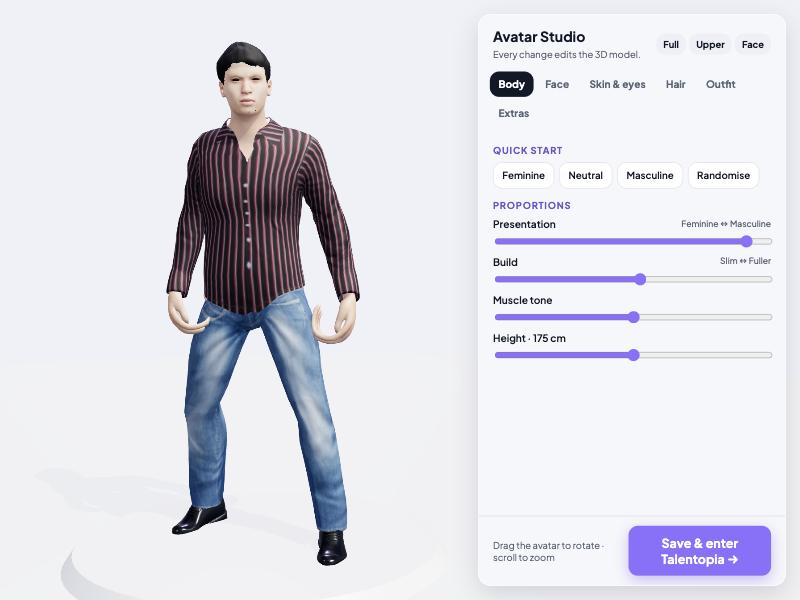 Avatar Studio
Every change edits the 3D model.
Full
Upper
Face
Body
Face
Skin & eyes
Hair
Outfit
Extras
QUICK START
Feminine
Neutral
Masculine
Randomise
PROPORTIONS
Presentation
Feminine ⇔ Masculine
Build
Slim ⇔ Fuller
Muscle tone
Height · 175 cm
Drag the avatar to rotate ·
scroll to zoom
Save & enter
Talentopia →